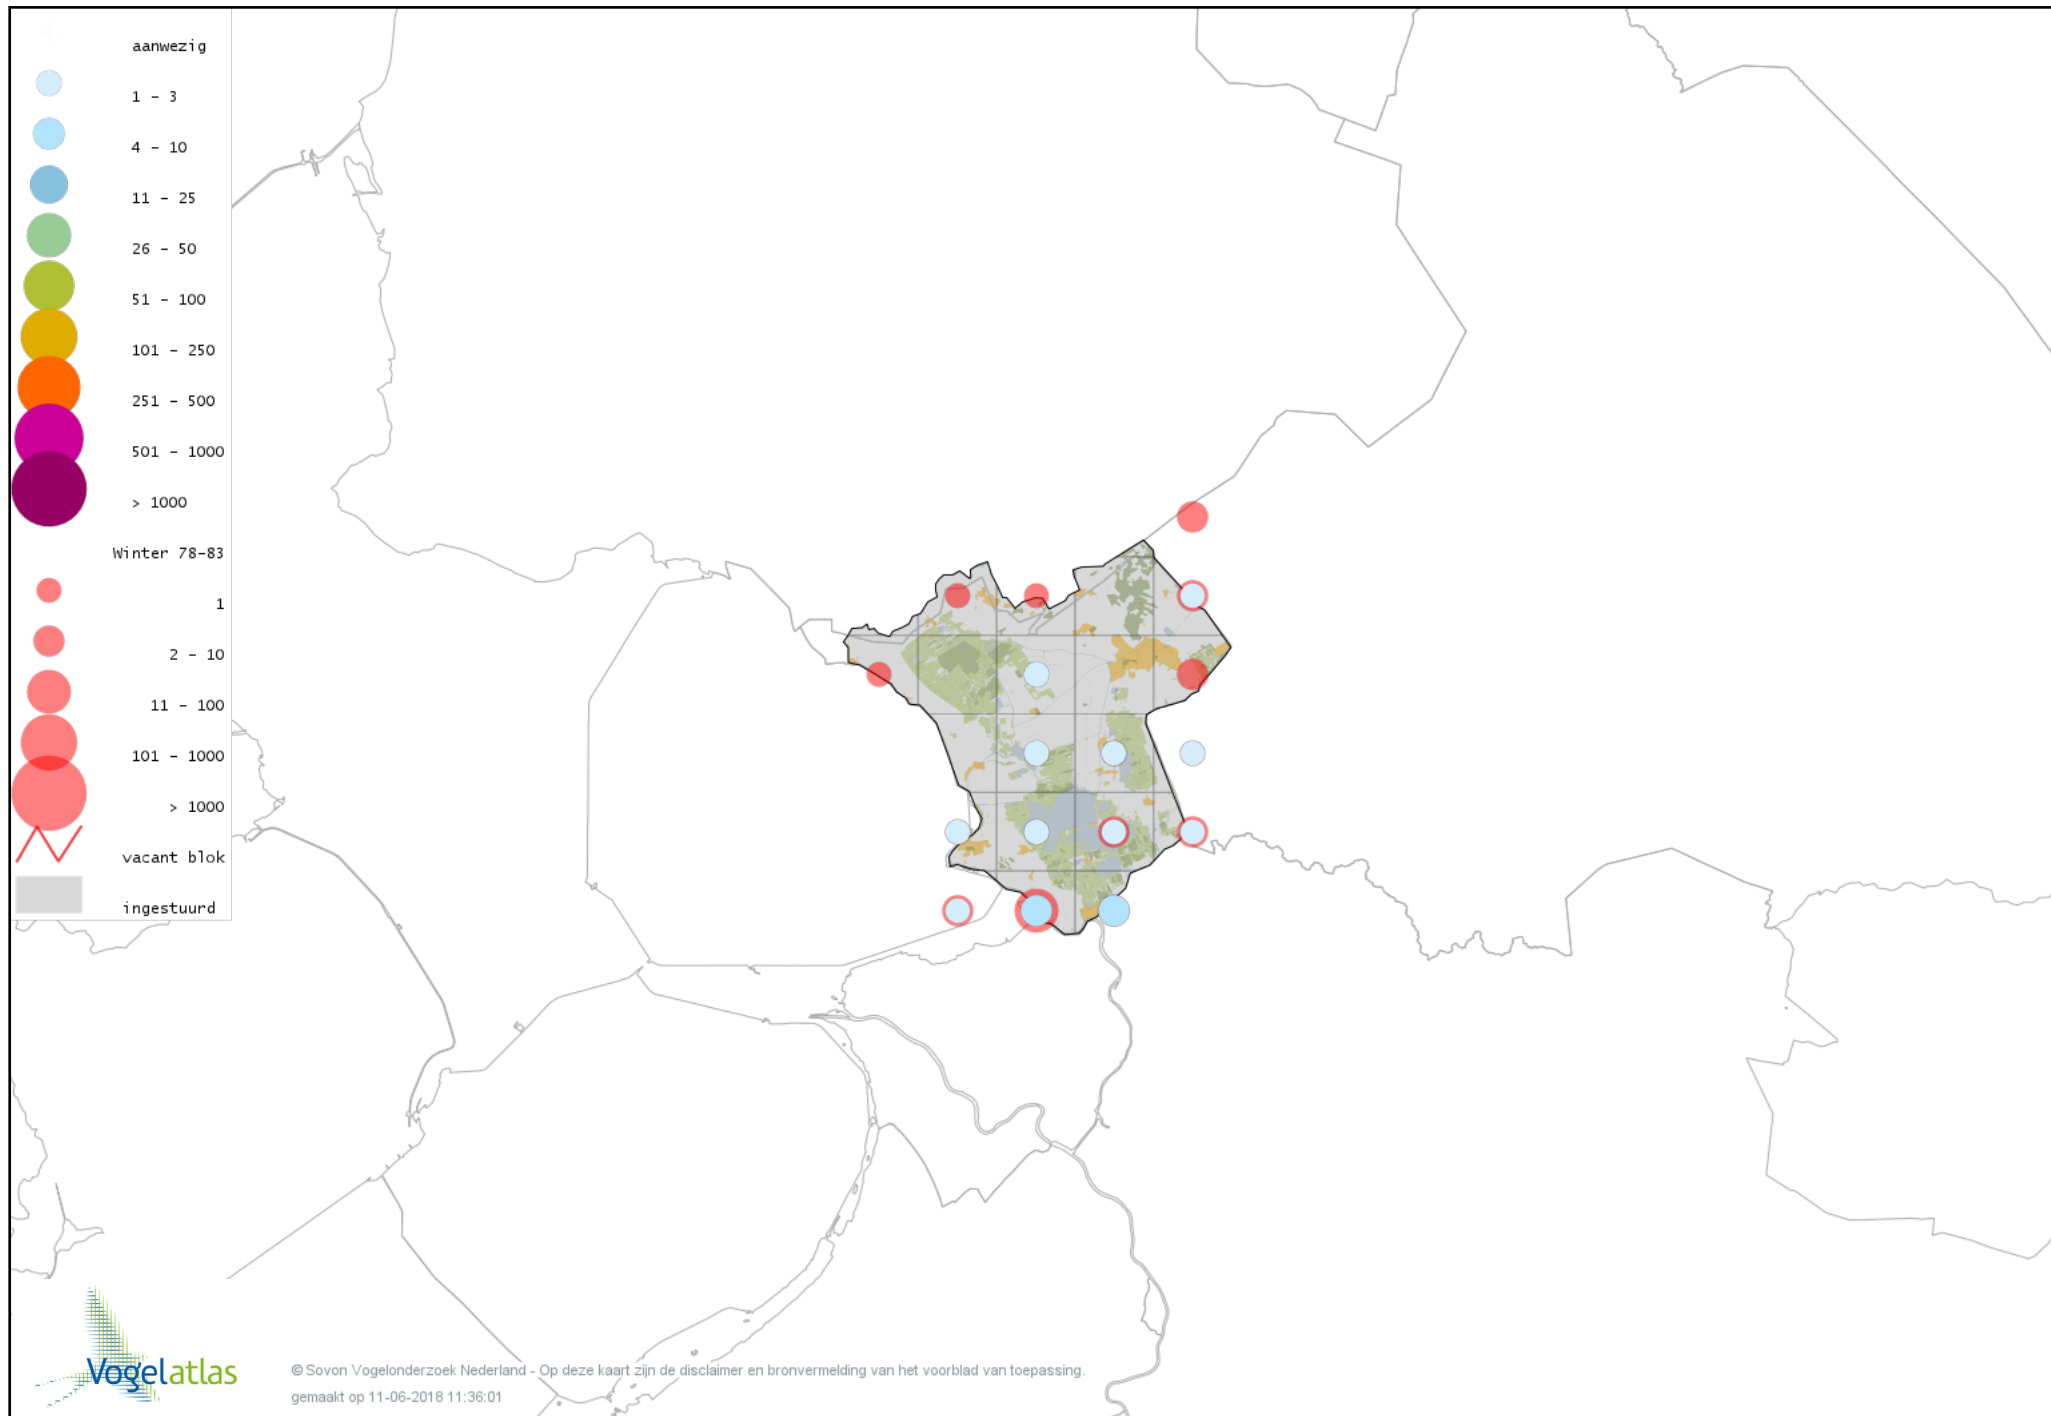 aanwezig
1 - 3
4 - 10
11 - 25
26 - 50
51 - 100
101 - 250
251 - 500
501 - 1000
> 1000
Winter 78-83
1
2 - 10
11 - 100
101 - 1000
> 1000
vacant blok
ingestuurd
Vogelatlas
© Sovon Vogelonderzoek Nederland - Op deze kaart zijn de disclaimer en bronvermelding van het voorblad van toepassing.
gemaakt op 11-06-2018 11:36:01